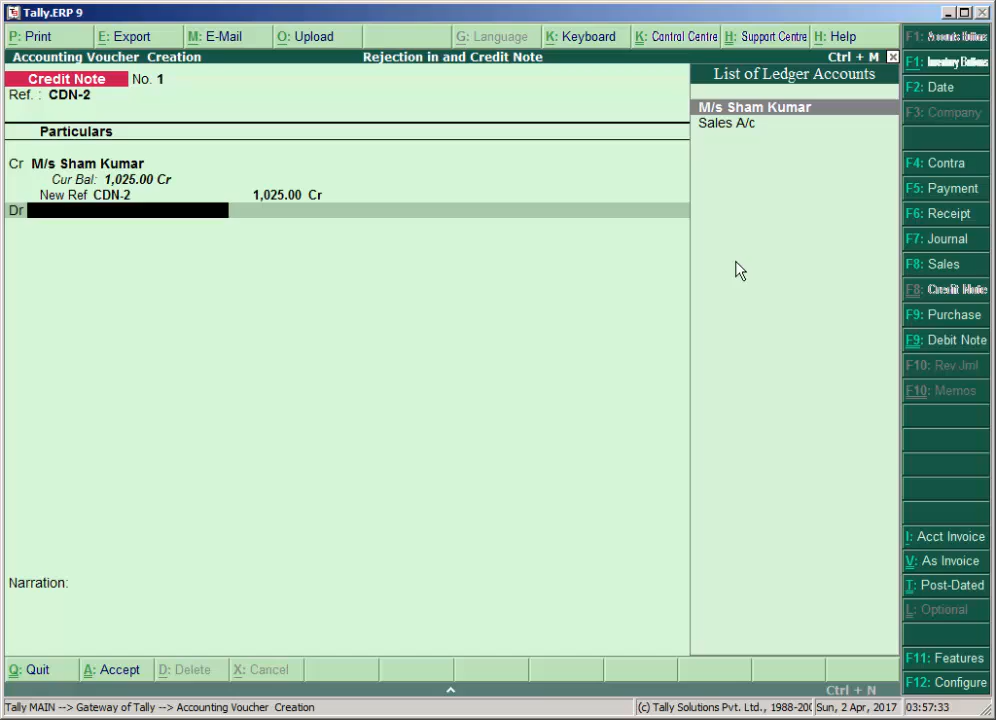 Tally.ERP 9
P: Print E: Export M: E-Mail O: Upload G: Language K: Keyboard K: Control Centre H: Support Centre H: Help
Accounting Voucher Creation Rejection in and Credit Note Ctrl + M
Credit Note No. 1
Ref. : CDN-2
Particulars
Cr M/s Sham Kumar
Cur Bal: 1,025.00 Cr
New Ref CDN-2 1,025.00 Cr
Dr
Narration:
List of Ledger Accounts
M/s Sham Kumar
Sales A/c
F1: Accounts Buttons
F1: Inventory Buttons
F2: Date
F3: Company
F4: Contra
F5: Payment
F6: Receipt
F7: Journal
F8: Sales
F8: Credit Note
F9: Purchase
F9: Debit Note
F10: Rev Jrnl
F10: Memos
I: Acct Invoice
V: As Invoice
T: Post-Dated
L: Optional
F11: Features
F12: Configure
Q: Quit A: Accept D: Delete X: Cancel
Ctrl + N
Tally MAIN --> Gateway of Tally --> Accounting Voucher Creation (c) Tally Solutions Pvt. Ltd., 1988-200 Sun, 2 Apr, 2017 03:57:33